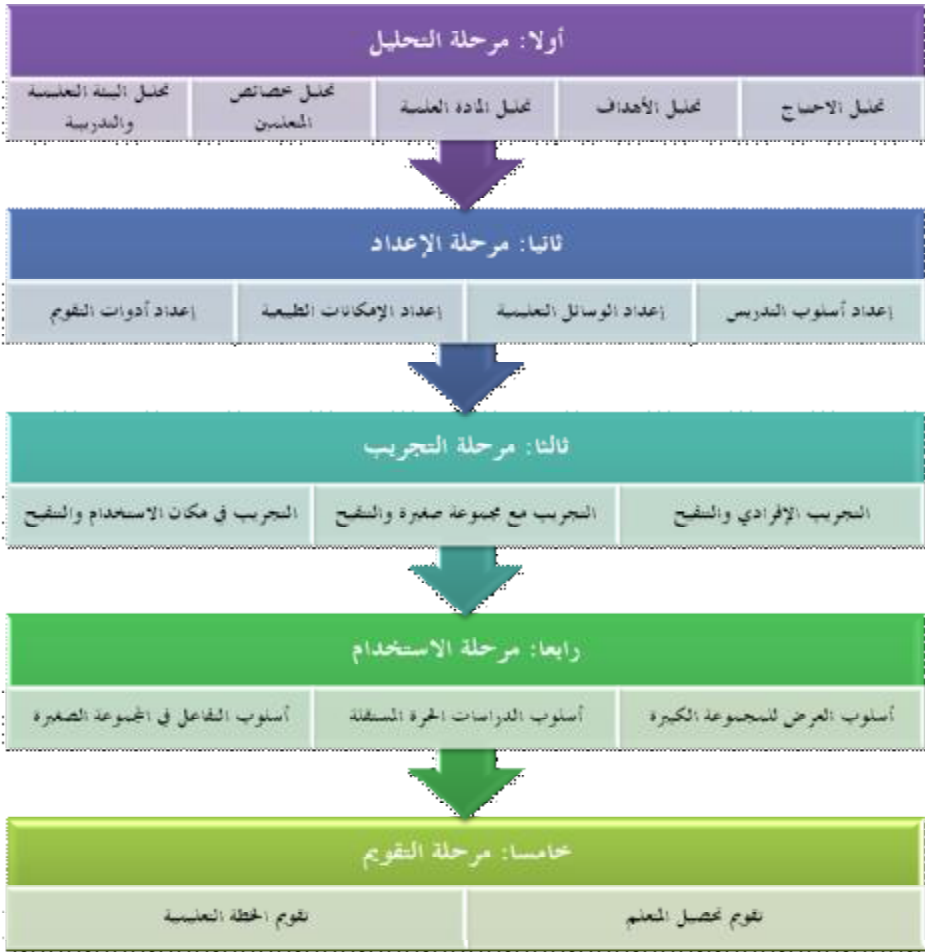 أولا: مرحلة التحليل
تحليل الاحتياج
تحليل الأهداف
تحليل المادة العلمية
تحليل خصائص
المتعلمين
تحليل البيئة التعليمية
والتدريبية
ثانيا: مرحلة الإعداد
إعداد أسلوب التدريس
إعداد الوسائل التعليمية
إعداد الإمكانات الطبيعية
إعداد أدوات التقويم
ثالثا: مرحلة التجريب
التجريب الإفرادي والتنقيح
التجريب مع مجموعة صغيرة والتنقيح
التجريب في مكان الاستخدام والتنقيح
رابعا: مرحلة الاستخدام
أسلوب العرض للمجموعة الكبيرة
أسلوب الدراسات الحرة المستقلة
أسلوب التفاعل في المجموعة الصغيرة
خامسا: مرحلة التقويم
تقويم تحصيل المتعلم
تقويم الخطة التعليمية